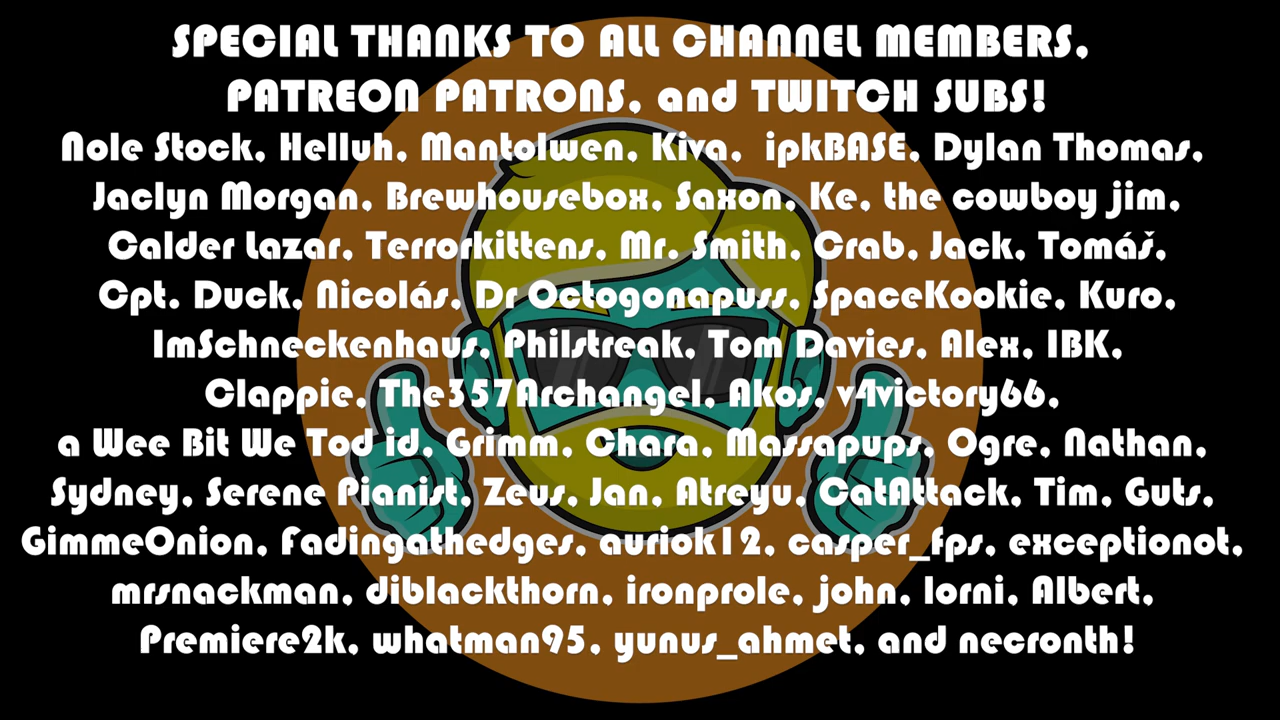 SPECIAL THANKS TO ALL CHANNEL MEMBERS,
PATREON PATRONS, and TWITCH SUBS!
Nole Stock, Helluh, Mantolwen, Kiva, ipkBASE, Dylan Thomas,
Jaclyn Morgan, Brewhousebox, Saxon, Ke, the cowboy jim,
Calder Lazar, Terrorkittens, Mr. Smith, Crab, Jack, Tomáš,
Cpt. Duck, Nicolás, Dr Octogonapuss, SpaceKookie, Kuro,
ImSchneckenhaus, Philstreak, Tom Davies, Alex, IBK,
Clappie, The357Archangel, Akos, v4victory66,
a Wee Bit We Tod id, Grimm, Chara, Massapups, Ogre, Nathan,
Sydney, Serene Pianist, Zeus, Jan, Atreyu, CatAttack, Tim, Guts,
GimmeOnion, Fadingathedges, auriok12, casper_fps, exceptionot,
mrsnackman, diblackthorn, ironprole, john, lorni, Albert,
Premiere2k, whatman95, yunus_ahmet, and necronth!